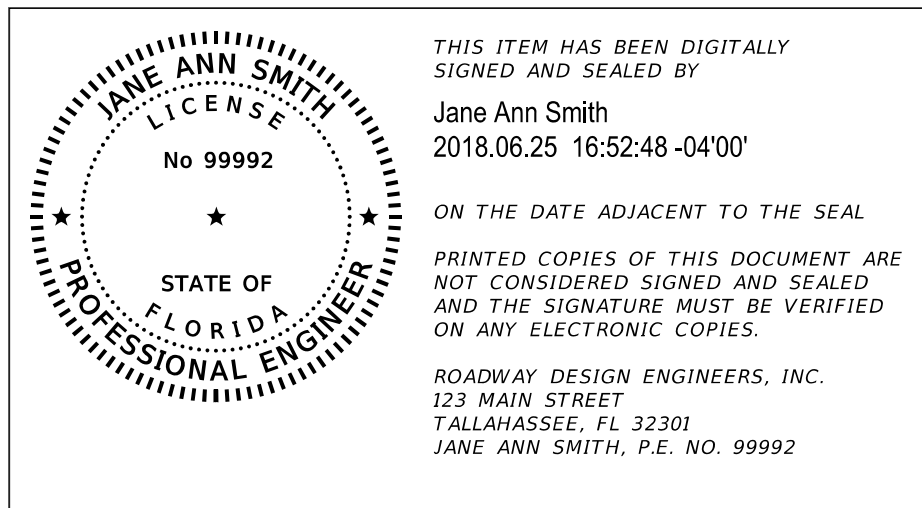 JANE ANN SMITH
LICENSE
No 99992
STATE OF
FLORIDA
PROFESSIONAL ENGINEER
THIS ITEM HAS BEEN DIGITALLY
SIGNED AND SEALED BY
Jane Ann Smith
2018.06.25 16:52:48 -04'00'
ON THE DATE ADJACENT TO THE SEAL
PRINTED COPIES OF THIS DOCUMENT ARE
NOT CONSIDERED SIGNED AND SEALED
AND THE SIGNATURE MUST BE VERIFIED
ON ANY ELECTRONIC COPIES.
ROADWAY DESIGN ENGINEERS, INC.
123 MAIN STREET
TALLAHASSEE, FL 32301
JANE ANN SMITH, P.E. NO. 99992